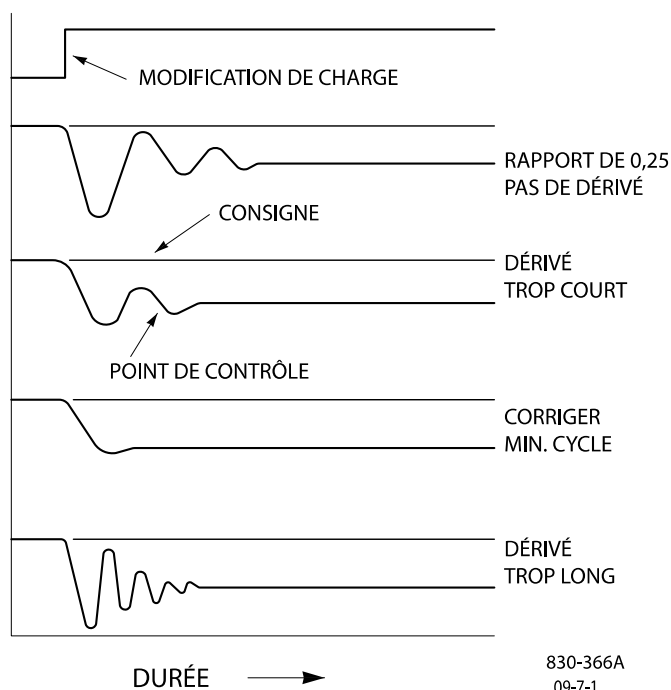 MODIFICATION DE CHARGE
RAPPORT DE 0,25
PAS DE DÉRIVÉ
CONSIGNE
DÉRIVÉ
TROP COURT
POINT DE CONTRÔLE
CORRIGER
MIN. CYCLE
DÉRIVÉ
TROP LONG
DURÉE
830-366A
09-7-1